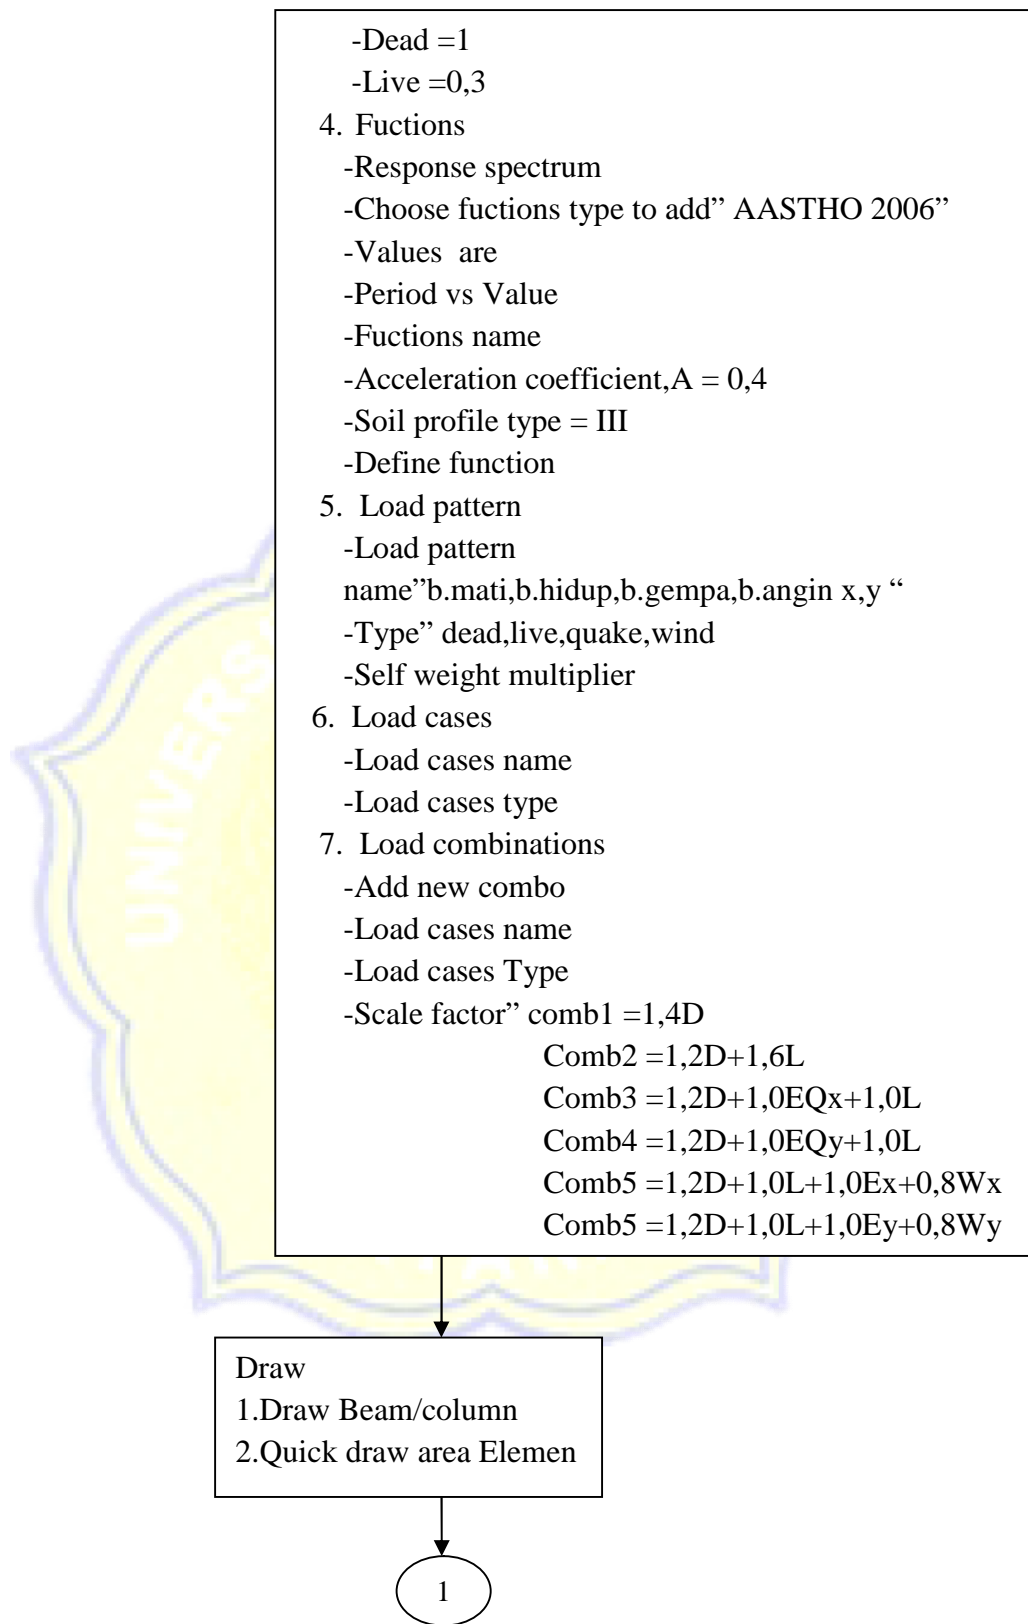 -Dead =1
-Live =0,3
4. Fuctions
-Response spectrum
-Choose fuctions type to add” AASTHO 2006”
-Values are
-Period vs Value
-Fuctions name
-Acceleration coefficient,A = 0,4
-Soil profile type = III
-Define function
5. Load pattern
-Load pattern
name”b.mati,b.hidup,b.gempa,b.angin x,y “
-Type” dead,live,quake,wind
-Self weight multiplier
6. Load cases
-Load cases name
-Load cases type
7. Load combinations
-Add new combo
-Load cases name
-Load cases Type
-Scale factor” comb1 =1,4D
Comb2 =1,2D+1,6L
Comb3 =1,2D+1,0EQx+1,0L
Comb4 =1,2D+1,0EQy+1,0L
Comb5 =1,2D+1,0L+1,0Ex+0,8Wx
Comb5 =1,2D+1,0L+1,0Ey+0,8Wy
Draw
1.Draw Beam/column
2.Quick draw area Elemen
1